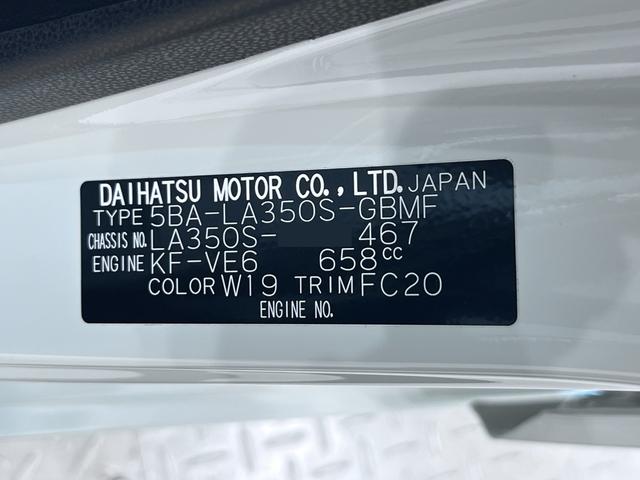 DAIHATSU MOTOR CO.,LTD. JAPAN
TYPE 5BA-LA350S-GBMF
CHASSIS NO. LA350S- 467
ENGINE KF-VE6 658cc
COLOR W19 TRIM FC20
ENGINE NO.